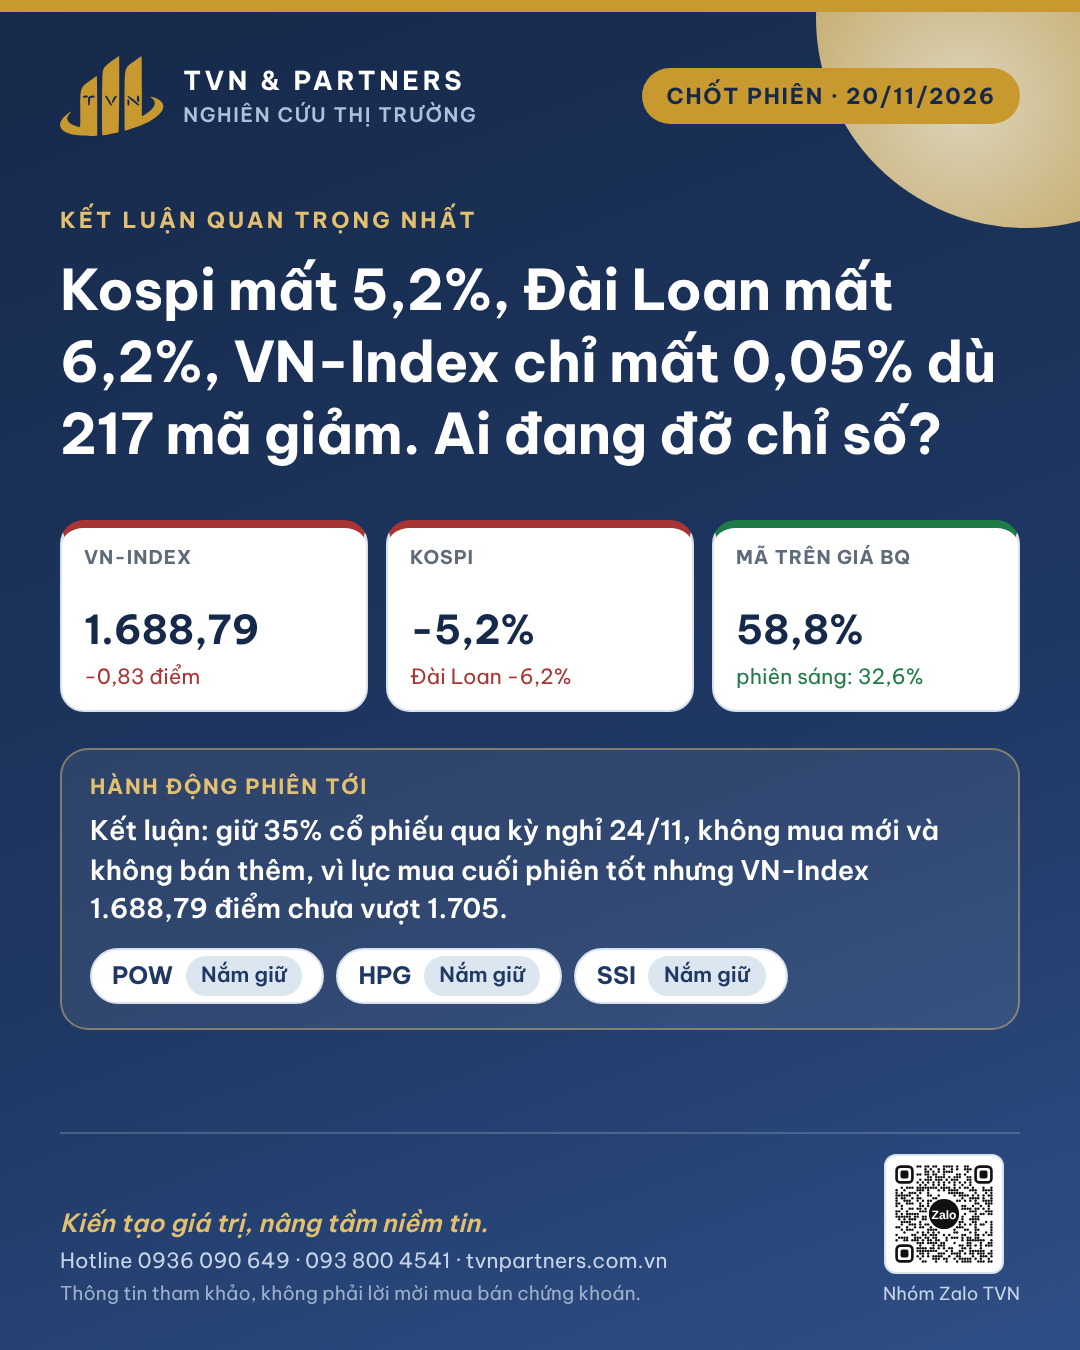 TVN
TVN & PARTNERS
NGHIÊN CỨU THỊ TRƯỜNG
CHỐT PHIÊN · 20/11/2026
KẾT LUẬN QUAN TRỌNG NHẤT
Kospi mất 5,2%, Đài Loan mất
6,2%, VN-Index chỉ mất 0,05% dù
217 mã giảm. Ai đang đỡ chỉ số?
VN-INDEX
1.688,79
-0,83 điểm
KOSPI
-5,2%
Đài Loan -6,2%
MÃ TRÊN GIÁ BQ
58,8%
phiên sáng: 32,6%
HÀNH ĐỘNG PHIÊN TỚI
Kết luận: giữ 35% cổ phiếu qua kỳ nghỉ 24/11, không mua mới và
không bán thêm, vì lực mua cuối phiên tốt nhưng VN-Index
1.688,79 điểm chưa vượt 1.705.
POW Nắm giữ HPG Nắm giữ SSI Nắm giữ
Kiến tạo giá trị, nâng tầm niềm tin.
Hotline 0936 090 649 · 093 800 4541 · tvnpartners.com.vn
Thông tin tham khảo, không phải lời mời mua bán chứng khoán.
Zalo
Nhóm Zalo TVN